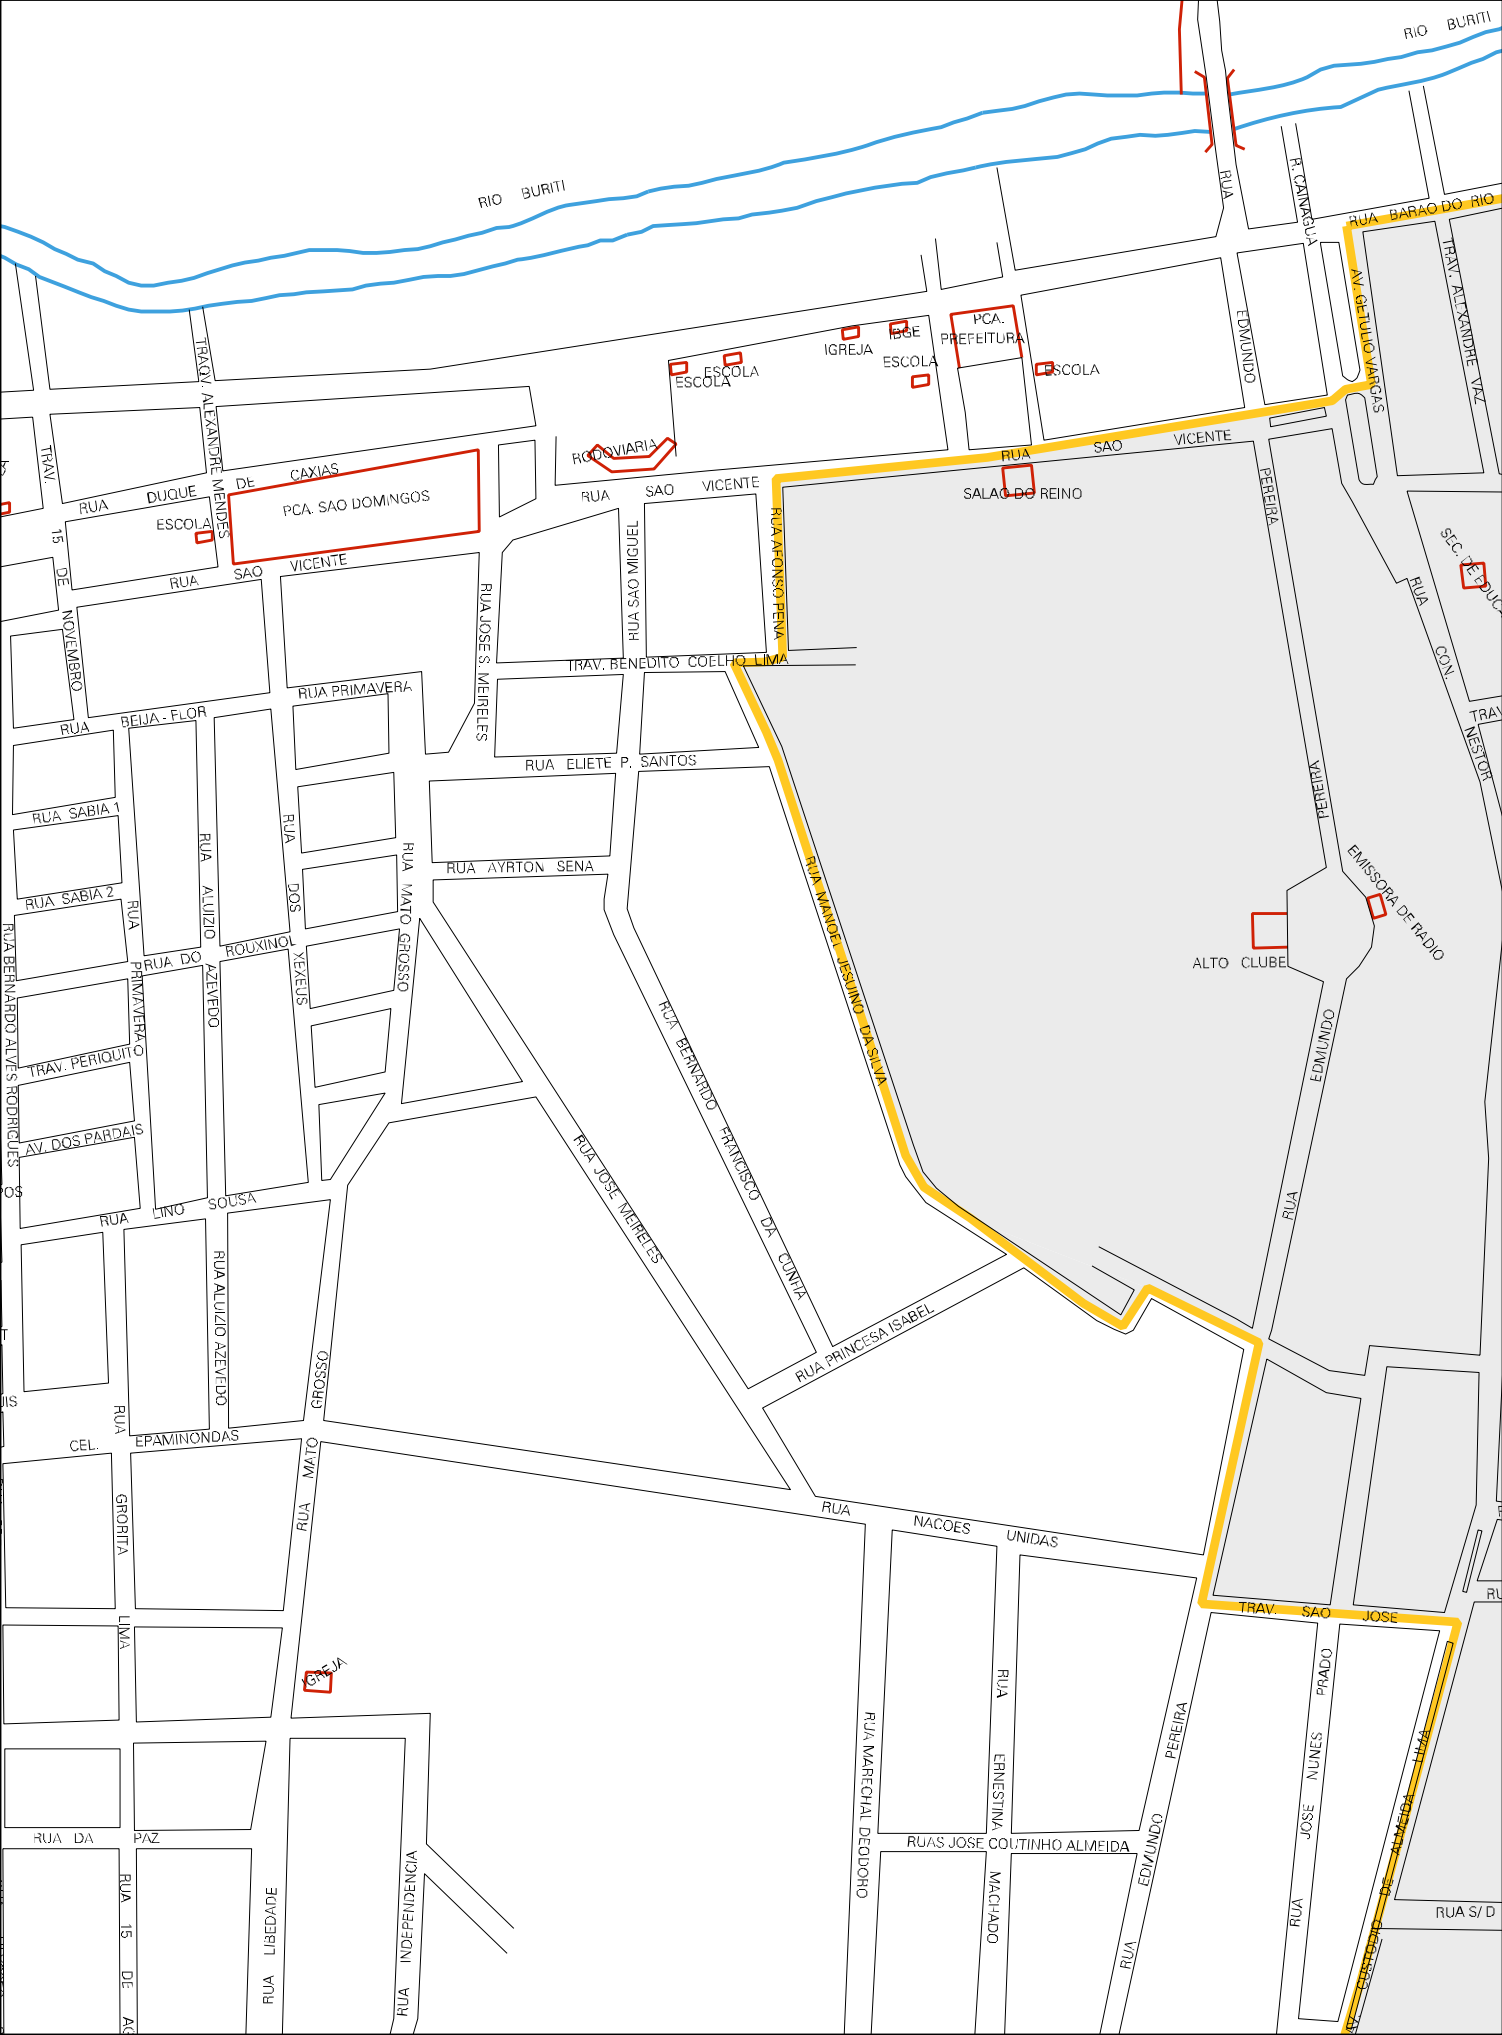 RIO BURITI
RIO BURITI
RUA
R. CAINAGUA
RUA BARAO DO RIO
AV. GETULIO VARGAS
TRAV. ALEXANDRE VAZ
EDMUNDO
PCA.
PREFEITURA
IBGE
IGREJA
ESCOLA
ESCOLA
ESCOLA
ESCOLA
TRAQV. ALEXANDRE MENDES
RODOVIARIA
RUA SAO VICENTE
RUA SAO VICENTE
SALAO DO REINO
TRAV.
15 DE NOVEMBRO
RUA DUQUE DE CAXIAS
PCA. SAO DOMINGOS
ESCOLA
RUA SAO VICENTE
RUA JOSE S. MEIRELES
RUA SAO MIGUEL
RUA AFONSO PENA
PEREIRA
SEC. DE EDUCA
RUA CON. NESTOR
TRAV
TRAV. BENEDITO COELHO LIMA
RUA PRIMAVERA
RUA BEIJA - FLOR
RUA ELIETE P. SANTOS
RUA SABIA 1
RUA ALUIZIO AZEVEDO
RUA DOS XEXEUS
RUA MATO GROSSO
RUA AYRTON SENA
RUA MANOEL JESUINO DA SILVA
PEREIRA
EMISSORA DE RADIO
ALTO CLUBE
RUA SABIA 2
RUA PRIMAVERA
RUA DO ROUXINOL
RUA BERNARDO ALVES RODRIGUES
TRAV. PERIQUITO
AV. DOS PARDAIS
RUA BERNARDO FRANCISCO DA CUNHA
RUA JOSE MEIRELES
RUA EDMUNDO
POS
RUA LINO SOUSA
RUA ALUIZIO AZEVEDO
RUA PRINCESA ISABEL
T
JIS
RUA GRORITA LIMA
CEL. EPAMINONDAS
RUA MATO GROSSO
RUA NACOES UNIDAS
RU
TRAV. SAO JOSE
IGREJA
RUA MARECHAL DEODORO
RUA ERNESTINA MACHADO
RUA EDMUNDO PEREIRA
RUA JOSE NUNES PRADO
AV. CUSTODIO DE ALMEIDA LIMA
RUA DA PAZ
RUAS JOSE COUTINHO ALMEIDA
RUA S/ D
RUA 15 DE AG
RUA LIBEDADE
RUA INDEPENDENCIA